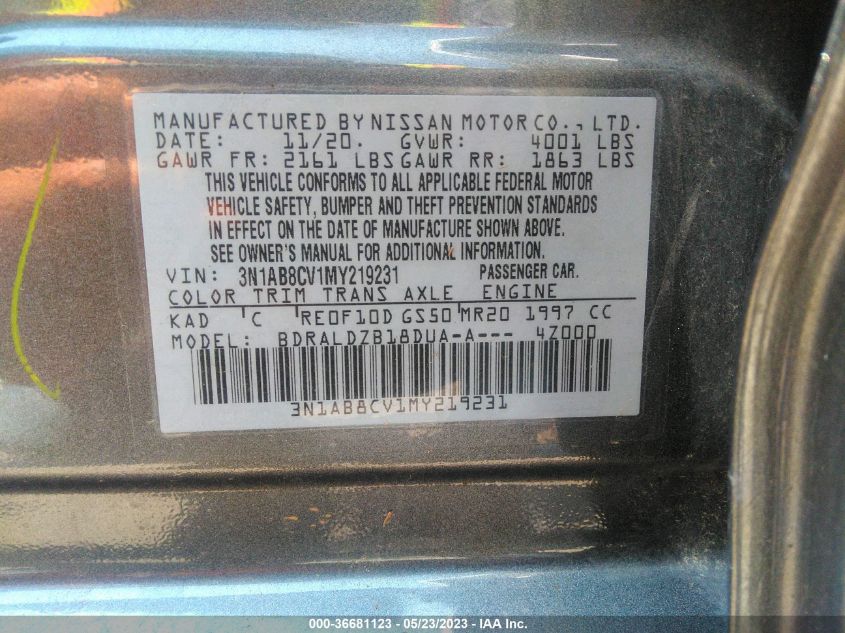 MANUFACTURED BY NISSAN MOTOR CO., LTD.
DATE: 11/20. GVWR: 4001 LBS
GAWR FR: 2161 LBS GAWR RR: 1863 LBS
THIS VEHICLE CONFORMS TO ALL APPLICABLE FEDERAL MOTOR
VEHICLE SAFETY, BUMPER AND THEFT PREVENTION STANDARDS
IN EFFECT ON THE DATE OF MANUFACTURE SHOWN ABOVE.
SEE OWNER'S MANUAL FOR ADDITIONAL INFORMATION.
VIN: 3N1AB8CV1MY219231 PASSENGER CAR.
COLOR TRIM TRANS AXLE ENGINE
KAD C RE0F10D GS50 MR20 1997 CC
MODEL: BDRALDZB18DUA-A--- 4Z000
3N1AB8CV1MY219231
000-36681123 - 05/23/2023 - IAA Inc.